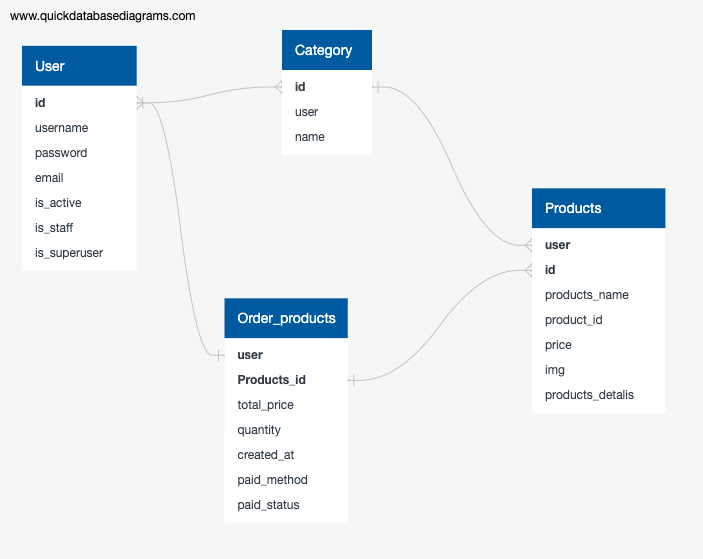 www.quickdatabasediagrams.com
User
id
username
password
email
is_active
is_staff
is_superuser
Category
id
user
name
Products
user
id
products_name
product_id
price
img
products_detalis
Order_products
user
Products_id
total_price
quantity
created_at
paid_method
paid_status